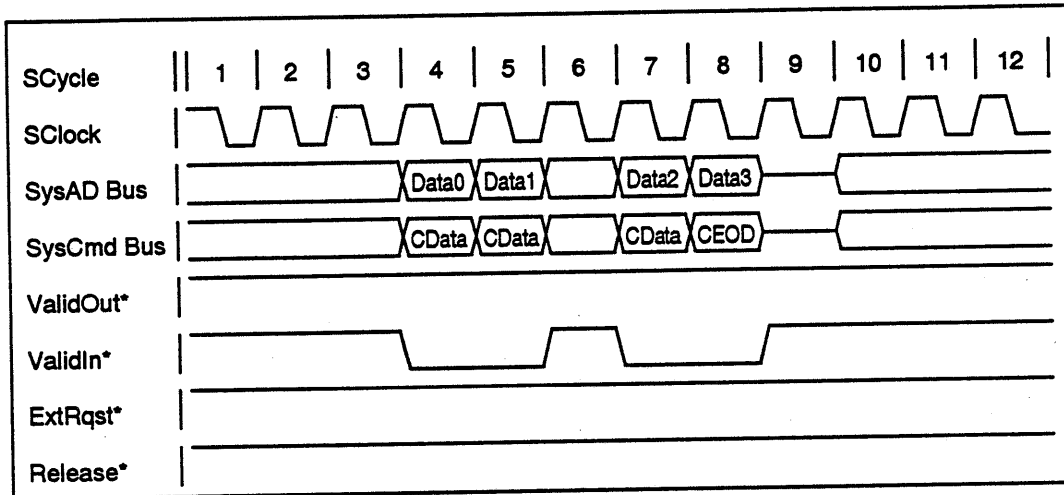 SCycle 1 2 3 4 5 6 7 8 9 10 11 12
SClock
SysAD Bus Data0 Data1 Data2 Data3
SysCmd Bus CData CData CData CEOD
ValidOut*
ValidIn*
ExtRqst*
Release*